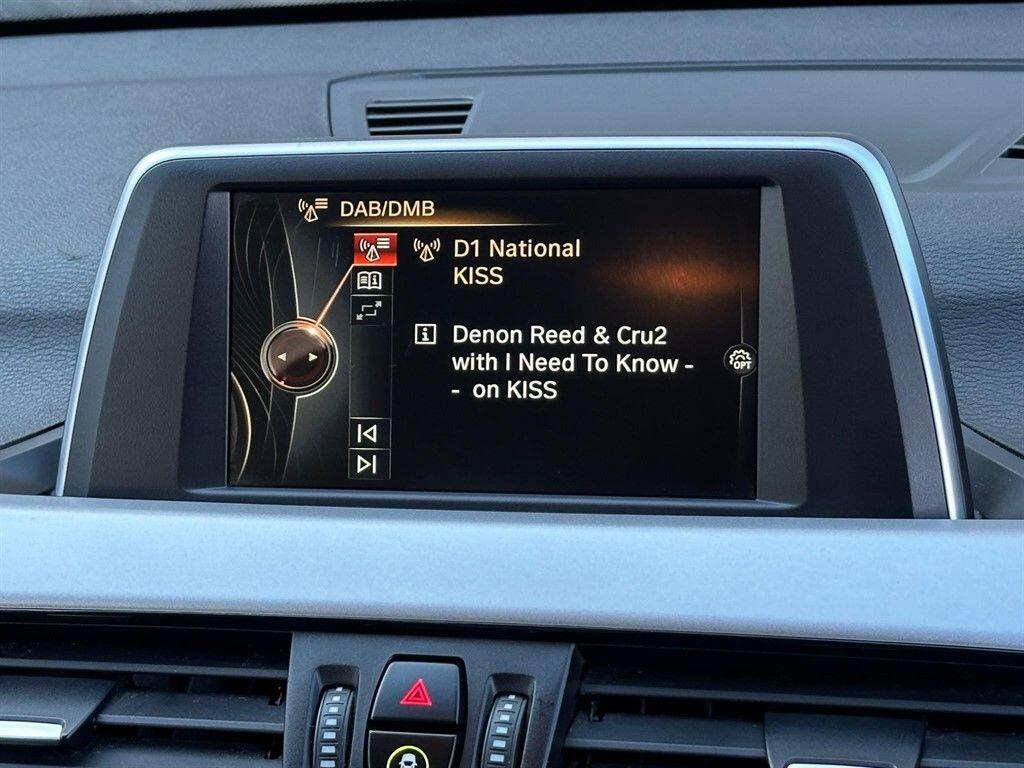 DAB/DMB
D1 National
KISS
Denon Reed & Cru2
with I Need To Know -
- on KISS
OPT